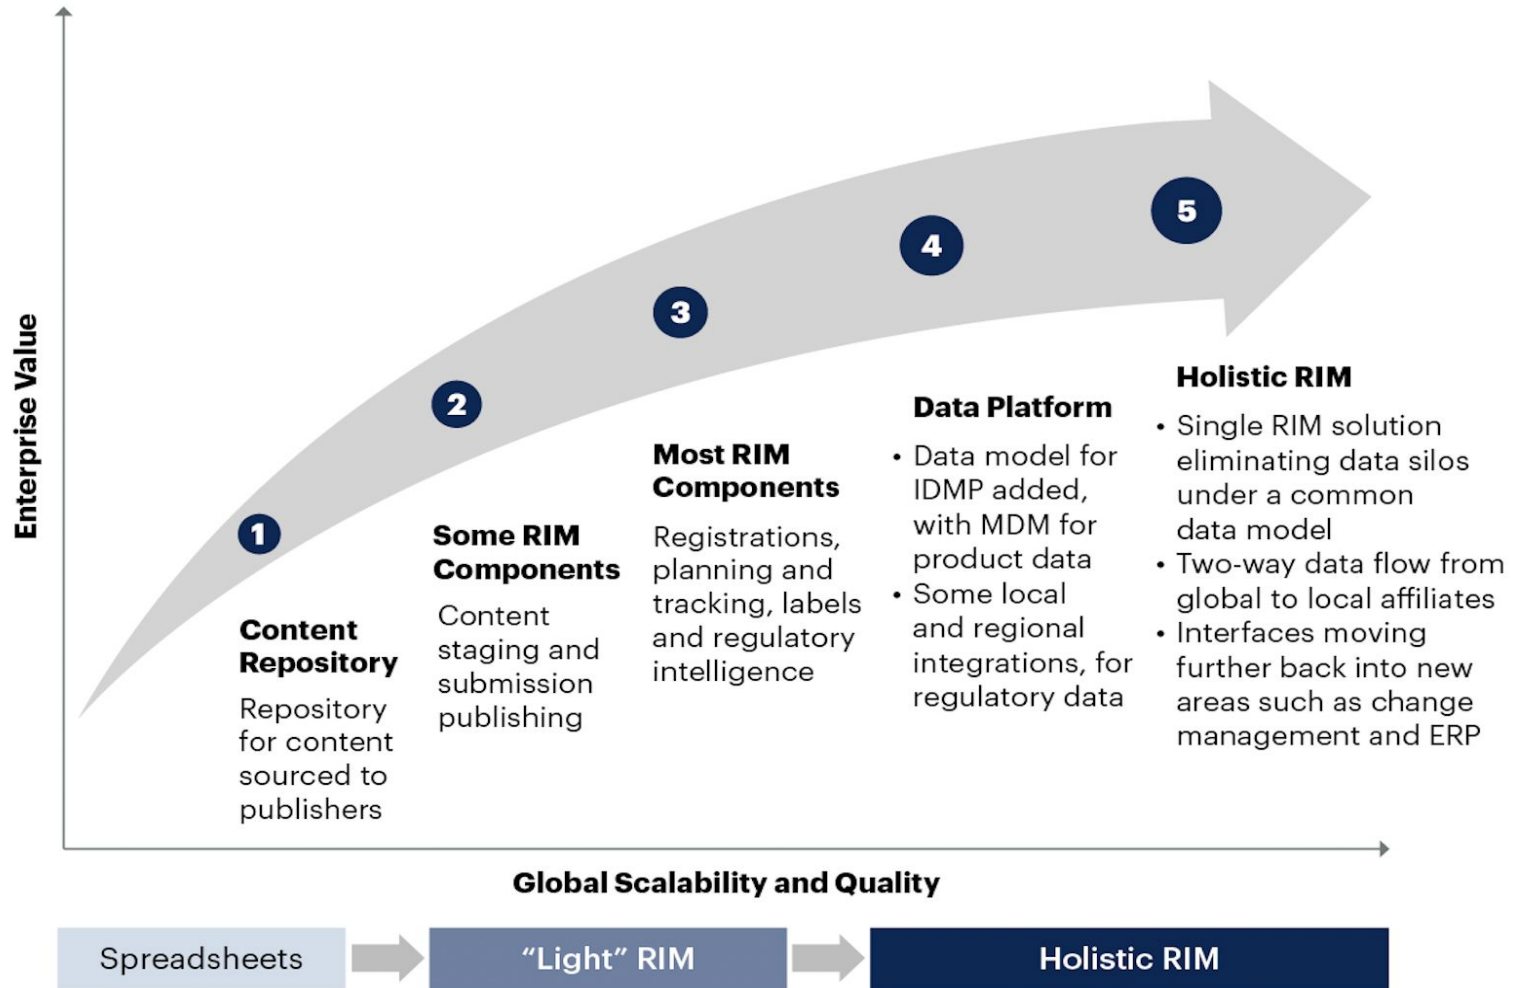 Enterprise Value
1
Content
Repository
Repository
for content
sourced to
publishers
2
Some RIM
Components
Content
staging and
submission
publishing
3
Most RIM
Components
Registrations,
planning and
tracking, labels
and regulatory
intelligence
4
Data Platform
• Data model for
IDMP added,
with MDM for
product data
• Some local
and regional
integrations, for
regulatory data
5
Holistic RIM
• Single RIM solution
eliminating data silos
under a common
data model
• Two-way data flow from
global to local affiliates
• Interfaces moving
further back into new
areas such as change
management and ERP
Global Scalability and Quality
Spreadsheets
“Light” RIM
Holistic RIM